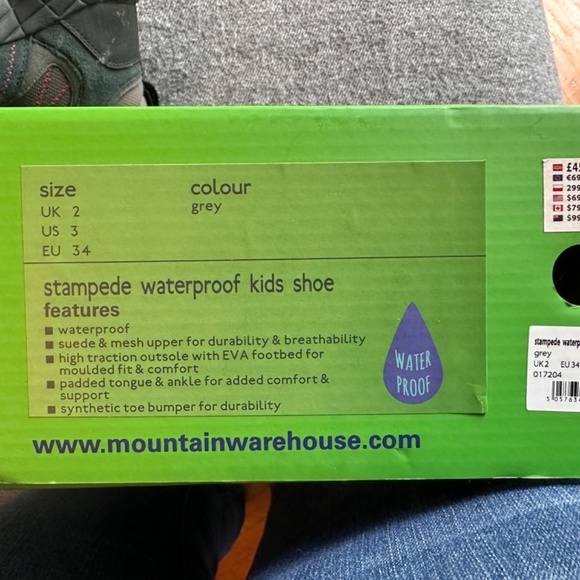 size
colour
UK 2
grey
US 3
EU 34
stampede waterproof kids shoe
features
waterproof
suede & mesh upper for durability & breathability
high traction outsole with EVA footbed for
moulded fit & comfort
padded tongue & ankle for added comfort &
support
synthetic toe bumper for durability
WATER
PROOF
www.mountainwarehouse.com
grey
UK 2 EU 34
017204